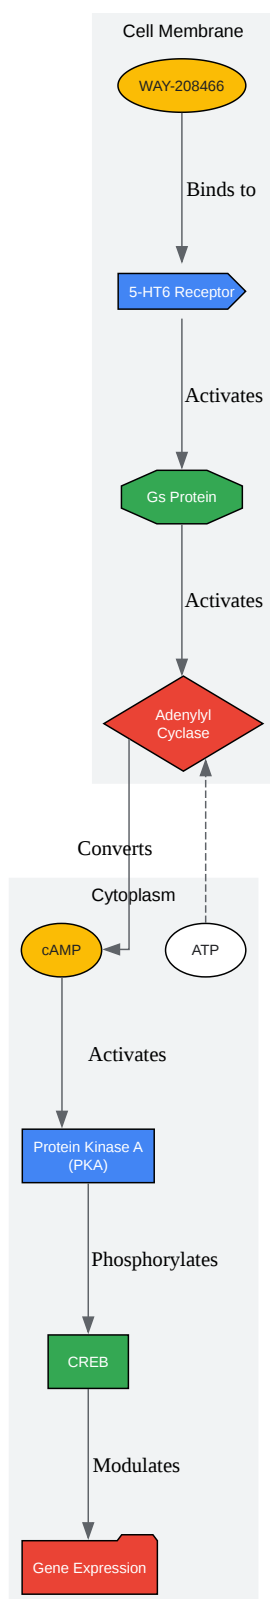 Cell Membrane
WAY-208466
Binds to
5-HT6 Receptor
Activates
Gs Protein
Activates
Adenylyl
Cyclase
Converts
Cytoplasm
cAMP
ATP
Activates
Protein Kinase A
(PKA)
Phosphorylates
CREB
Modulates
Gene Expression